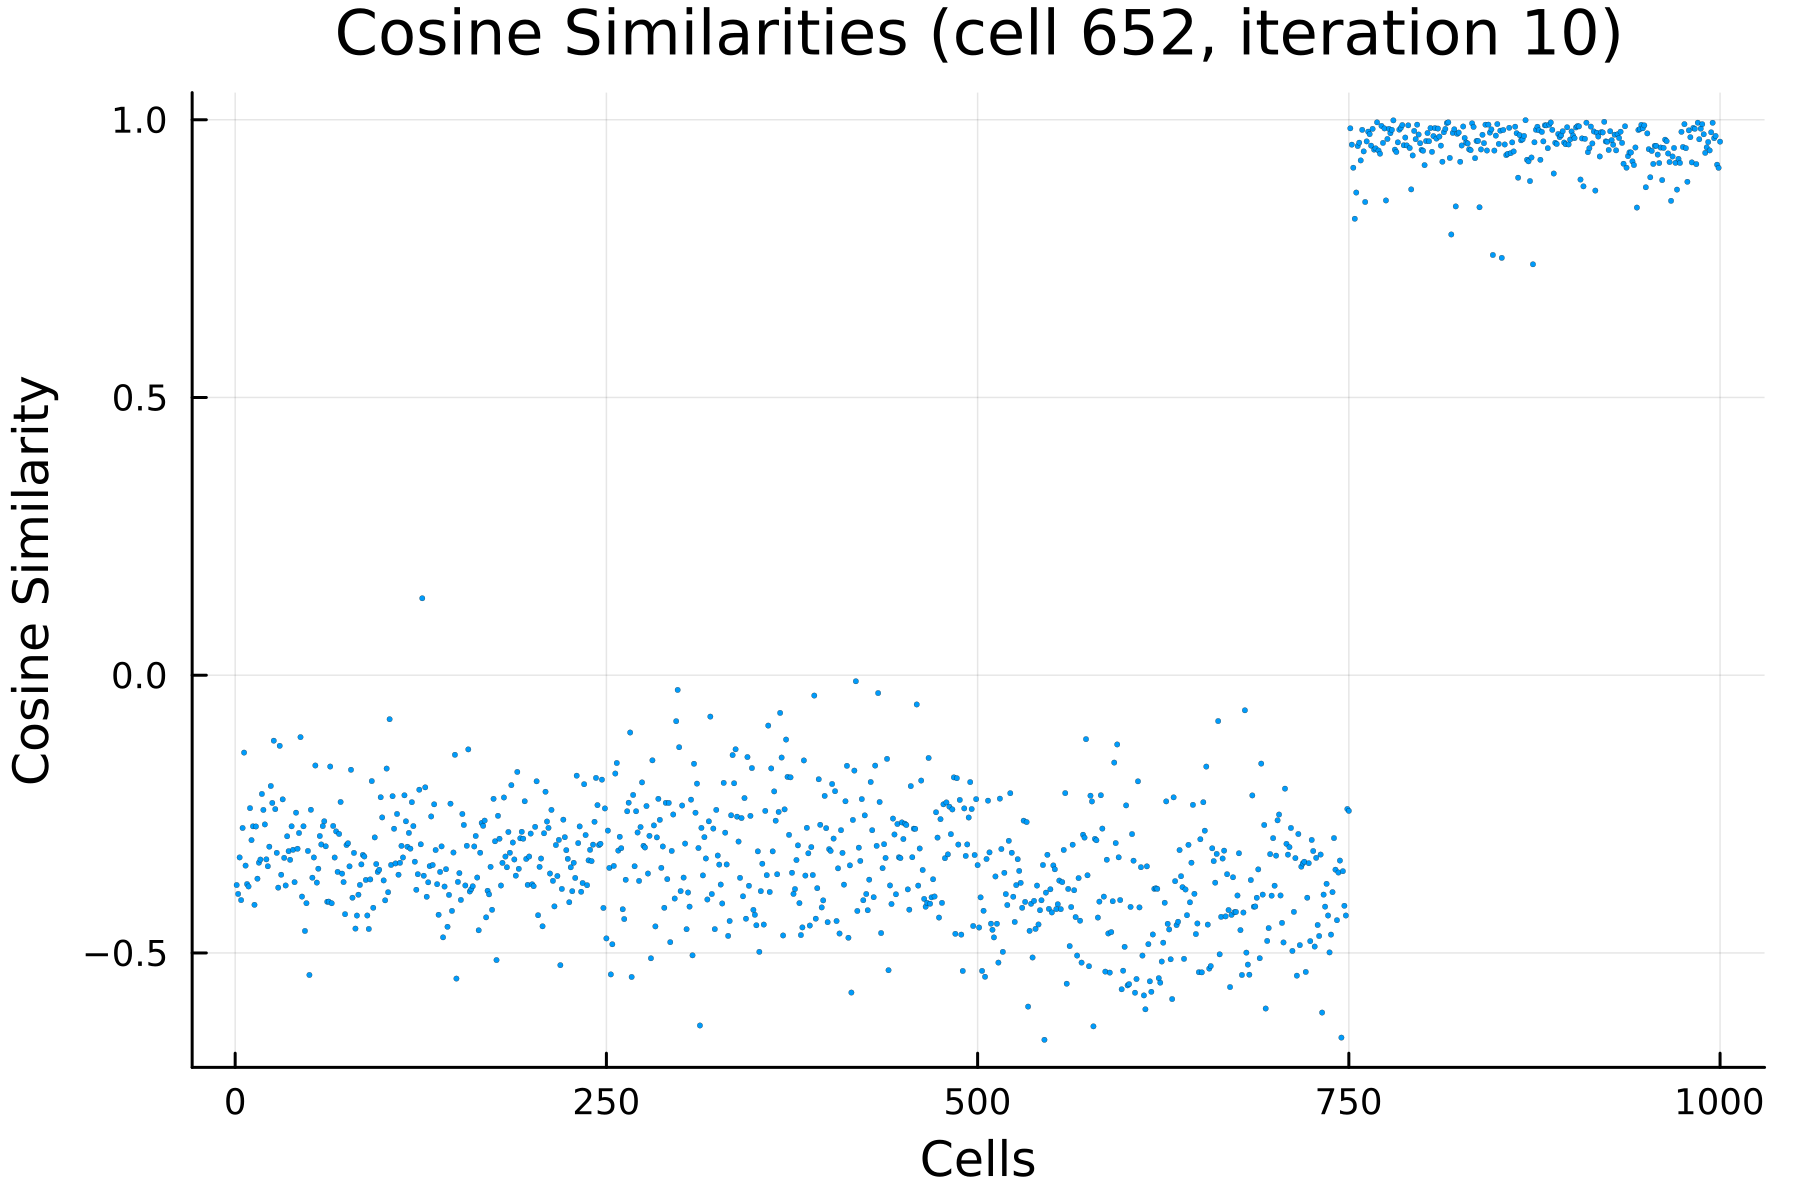 Cosine Similarities (cell 652, iteration 10)
Cosine Similarity
1.0
0.5
0.0
−0.5
0 250 500 750 1000
Cells